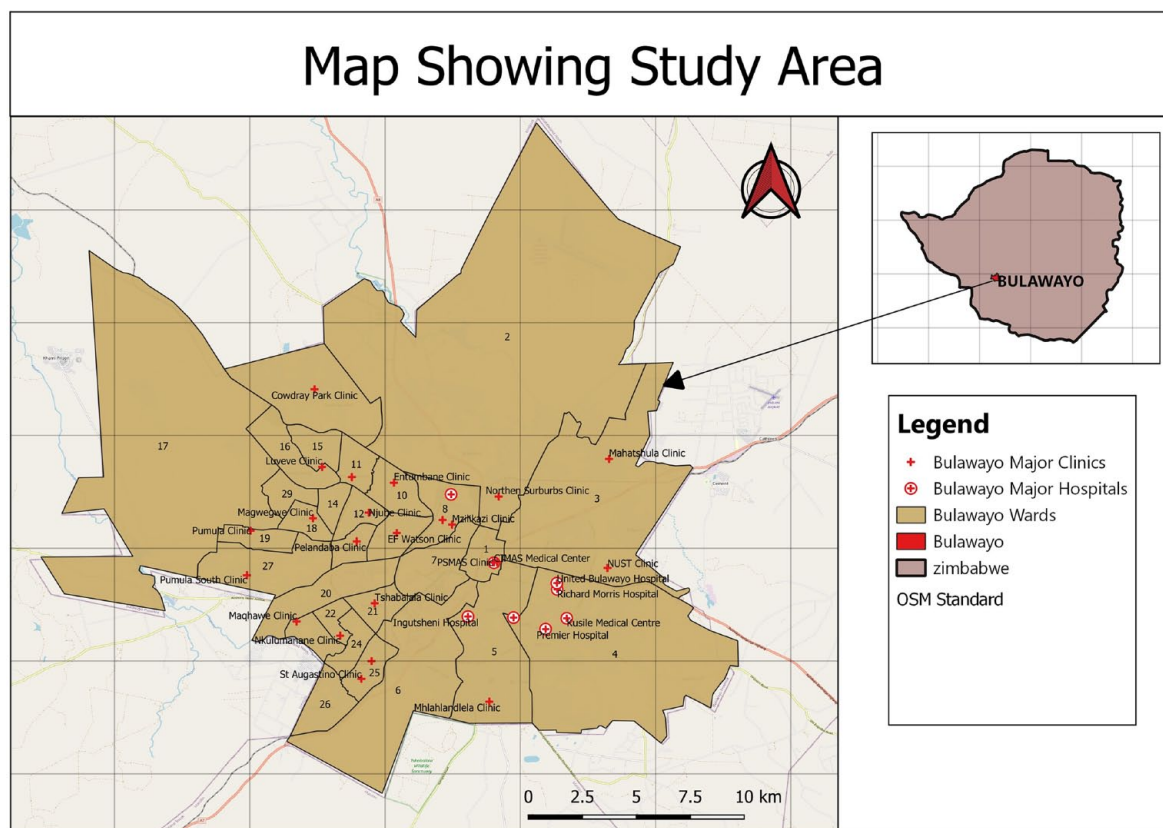 Map Showing Study Area
2
17
Cowdray Park Clinic
16
15
Luveve Clinic
11
Entumbane Clinic
10
Mahatshula Clinic
3
Northen Surburbs Clinic
29
14
Magwegwe Clinic
18
12
Njube Clinic
8
Mzilikazi Clinic
Pumula Clinic
19
Pelandaba Clinic
EF Watson Clinic
1
7
PSMAS Clinic
CIMAS Medical Center
NUST Clinic
27
Pumula South Clinic
United Bulawayo Hospital
Richard Morris Hospital
20
Tshabalala Clinic
21
22
Maqhawe Clinic
Ingutsheni Hospital
Kusile Medical Centre
Premier Hospital
Nkulumanane Clinic
24
5
4
St Augastino Clinic
25
6
26
Mhlahlandlela Clinic
0 2.5 5 7.5 10 km
BULAWAYO
Legend
Bulawayo Major Clinics
Bulawayo Major Hospitals
Bulawayo Wards
Bulawayo
zimbabwe
OSM Standard